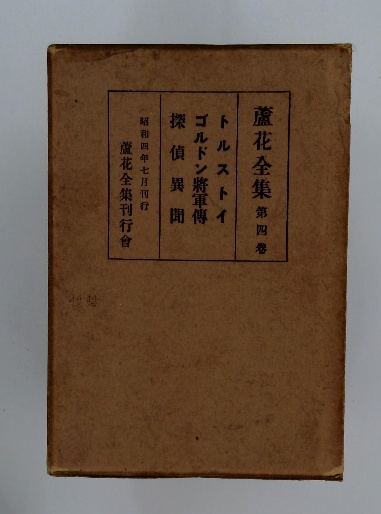 蘆花全集 第四卷
トルストイ
ゴルドン將軍傳
探偵異聞
昭和四年七月刊行
蘆花全集刊行會